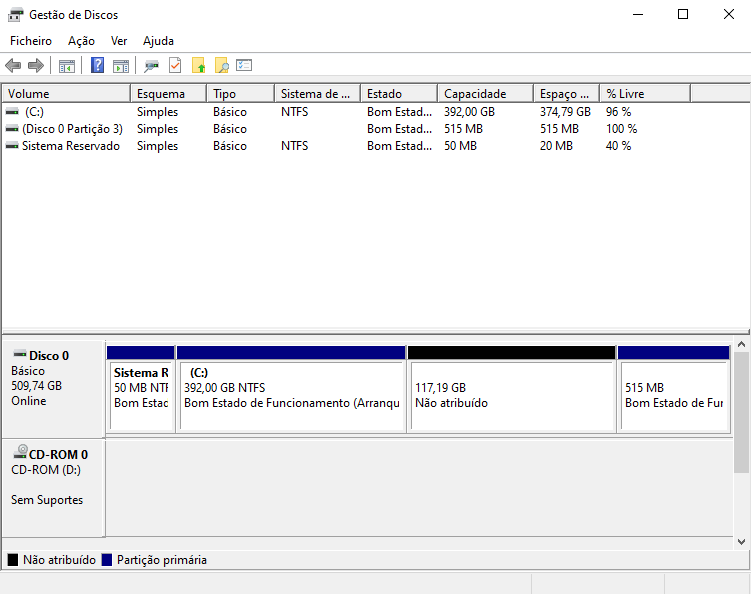 Gestão de Discos
Ficheiro Ação Ver Ajuda
Volume Esquema Tipo Sistema de ... Estado Capacidade Espaço ... % Livre
(C:) Simples Básico NTFS Bom Estad... 392,00 GB 374,79 GB 96 %
(Disco 0 Partição 3) Simples Básico Bom Estad... 515 MB 515 MB 100 %
Sistema Reservado Simples Básico NTFS Bom Estad... 50 MB 20 MB 40 %
Disco 0
Básico
509,74 GB
Online
Sistema R
50 MB NTF
Bom Estac
(C:)
392,00 GB NTFS
Bom Estado de Funcionamento (Arranqu
117,19 GB
Não atribuído
515 MB
Bom Estado de Fur
CD-ROM 0
CD-ROM (D:)
Sem Suportes
Não atribuído Partição primária